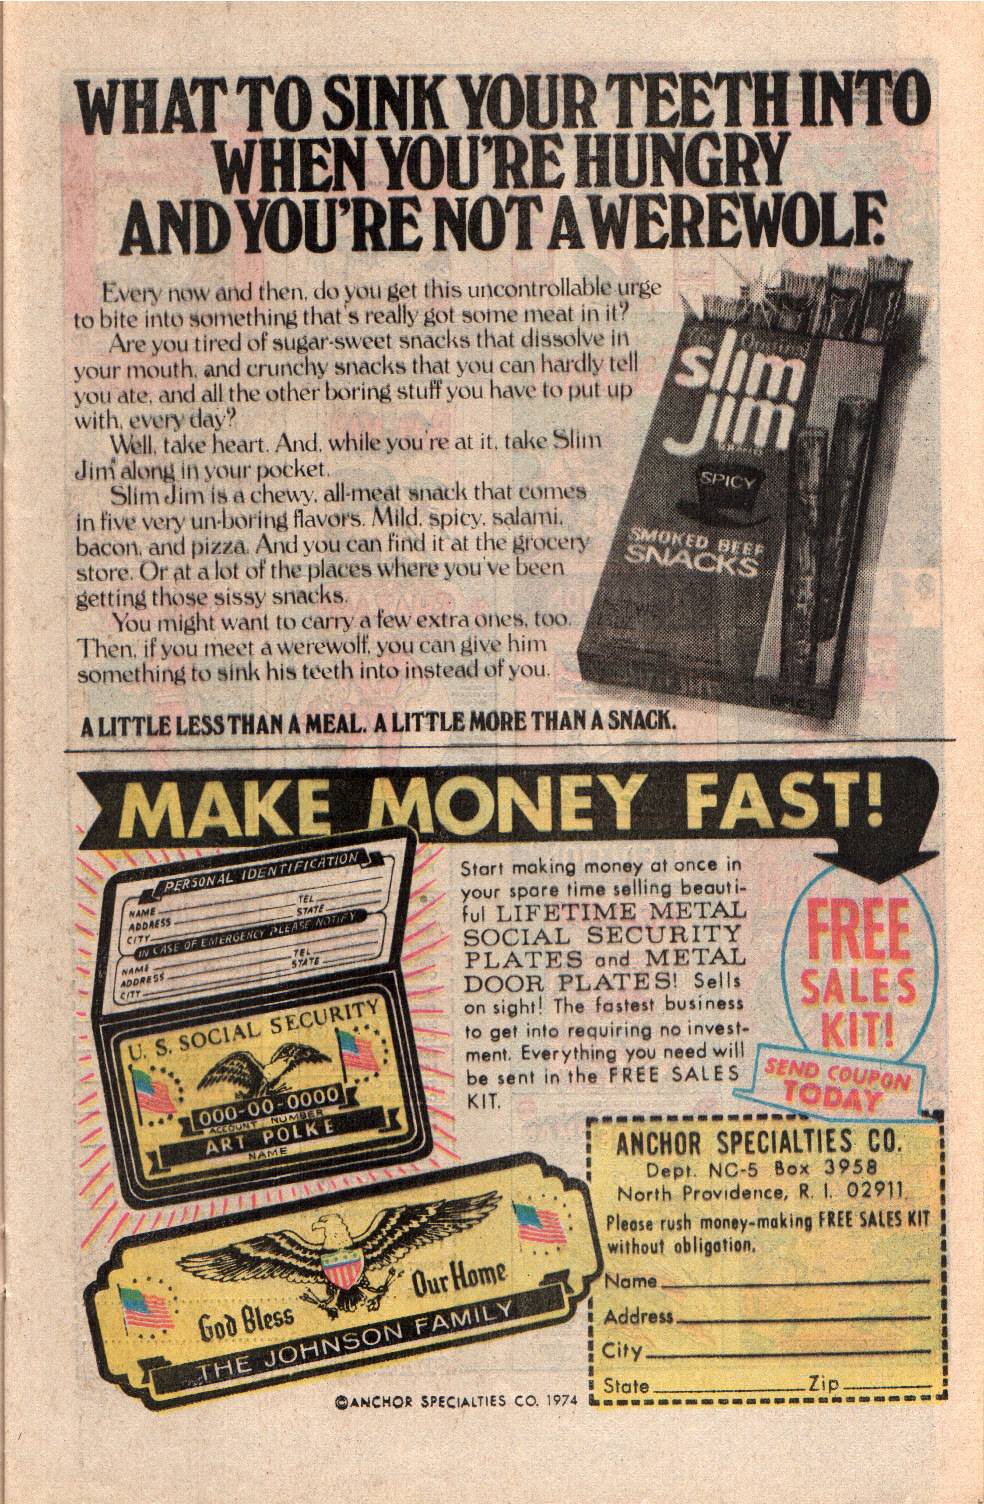 WHAT TO SINK YOUR TEETH INTO
WHEN YOU'RE HUNGRY
AND YOU'RE NOT A WEREWOLF.
Every now and then, do you get this uncontrollable urge
to bite into something that's really got some meat in it?
Are you tired of sugar-sweet snacks that dissolve in
your mouth, and crunchy snacks that you can hardly tell
you ate, and all the other boring stuff you have to put up
with, every day?
Well, take heart. And, while you're at it, take Slim
Jim along in your pocket.
Slim Jim is a chewy, all-meat snack that comes
in five very un-boring flavors. Mild, spicy, salami,
bacon, and pizza. And you can find it at the grocery
store. Or at a lot of the places where you've been
getting those sissy snacks.
You might want to carry a few extra ones, too.
Then, if you meet a werewolf, you can give him
something to sink his teeth into instead of you.
A LITTLE LESS THAN A MEAL. A LITTLE MORE THAN A SNACK.
Original
slim
jim
BRAND
SPICY
SMOKED BEEF
SNACKS
MAKE MONEY FAST!
PERSONAL IDENTIFICATION
NAME TEL
ADDRESS STATE
CITY
IN CASE OF EMERGENCY PLEASE NOTIFY
NAME TEL
ADDRESS STATE
CITY
U. S. SOCIAL SECURITY
000-00-0000
ACCOUNT NUMBER
ART POLKE
NAME
Start making money at once in
your spare time selling beauti-
ful LIFETIME METAL
SOCIAL SECURITY
PLATES and METAL
DOOR PLATES! Sells
on sight! The fastest business
to get into requiring no invest-
ment. Everything you need will
be sent in the FREE SALES
KIT.
FREE
SALES
KIT!
SEND COUPON
TODAY
God Bless Our Home
THE JOHNSON FAMILY
©ANCHOR SPECIALTIES CO. 1974
ANCHOR SPECIALTIES CO.
Dept. NC-5 Box 3958
North Providence, R. I. 02911
Please rush money-making FREE SALES KIT
without obligation.
Name
Address
City
State Zip